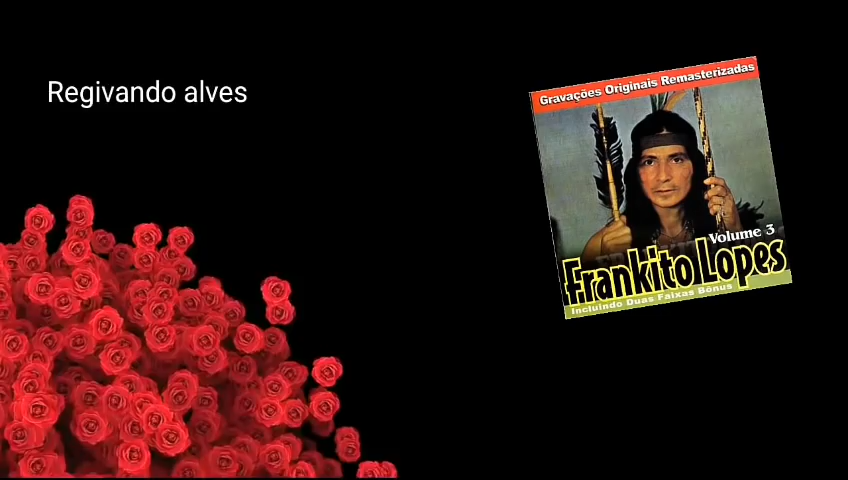 Regivando alves
Gravações Originais Remasterizadas
Volume 3
Frankito Lopes
Incluindo Duas Faixas Bônus